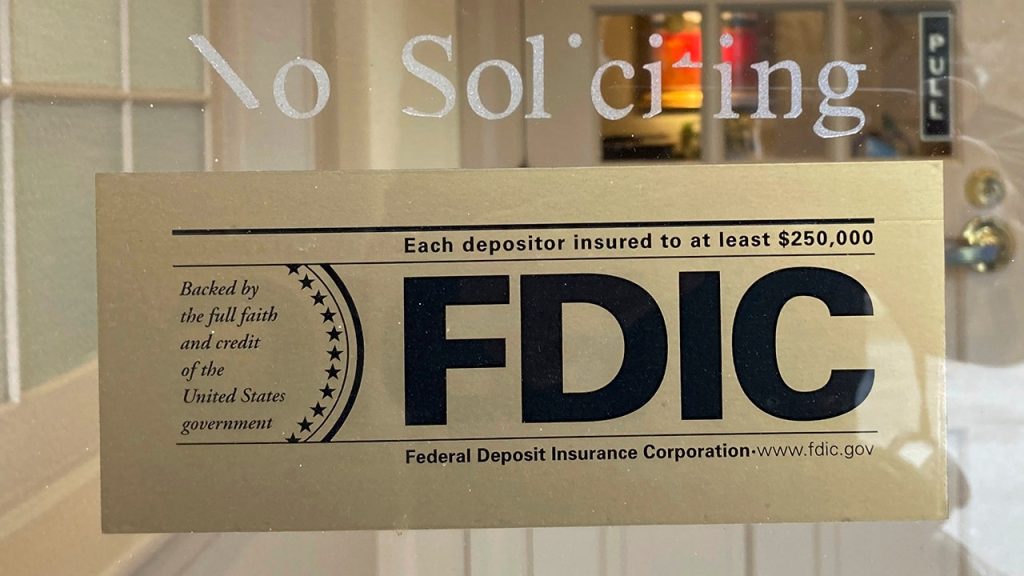 No Soliciting
PULL
Each depositor insured to at least $250,000
Backed by
the full faith
and credit
of the
United States
government
FDIC
Federal Deposit Insurance Corporation•www.fdic.gov